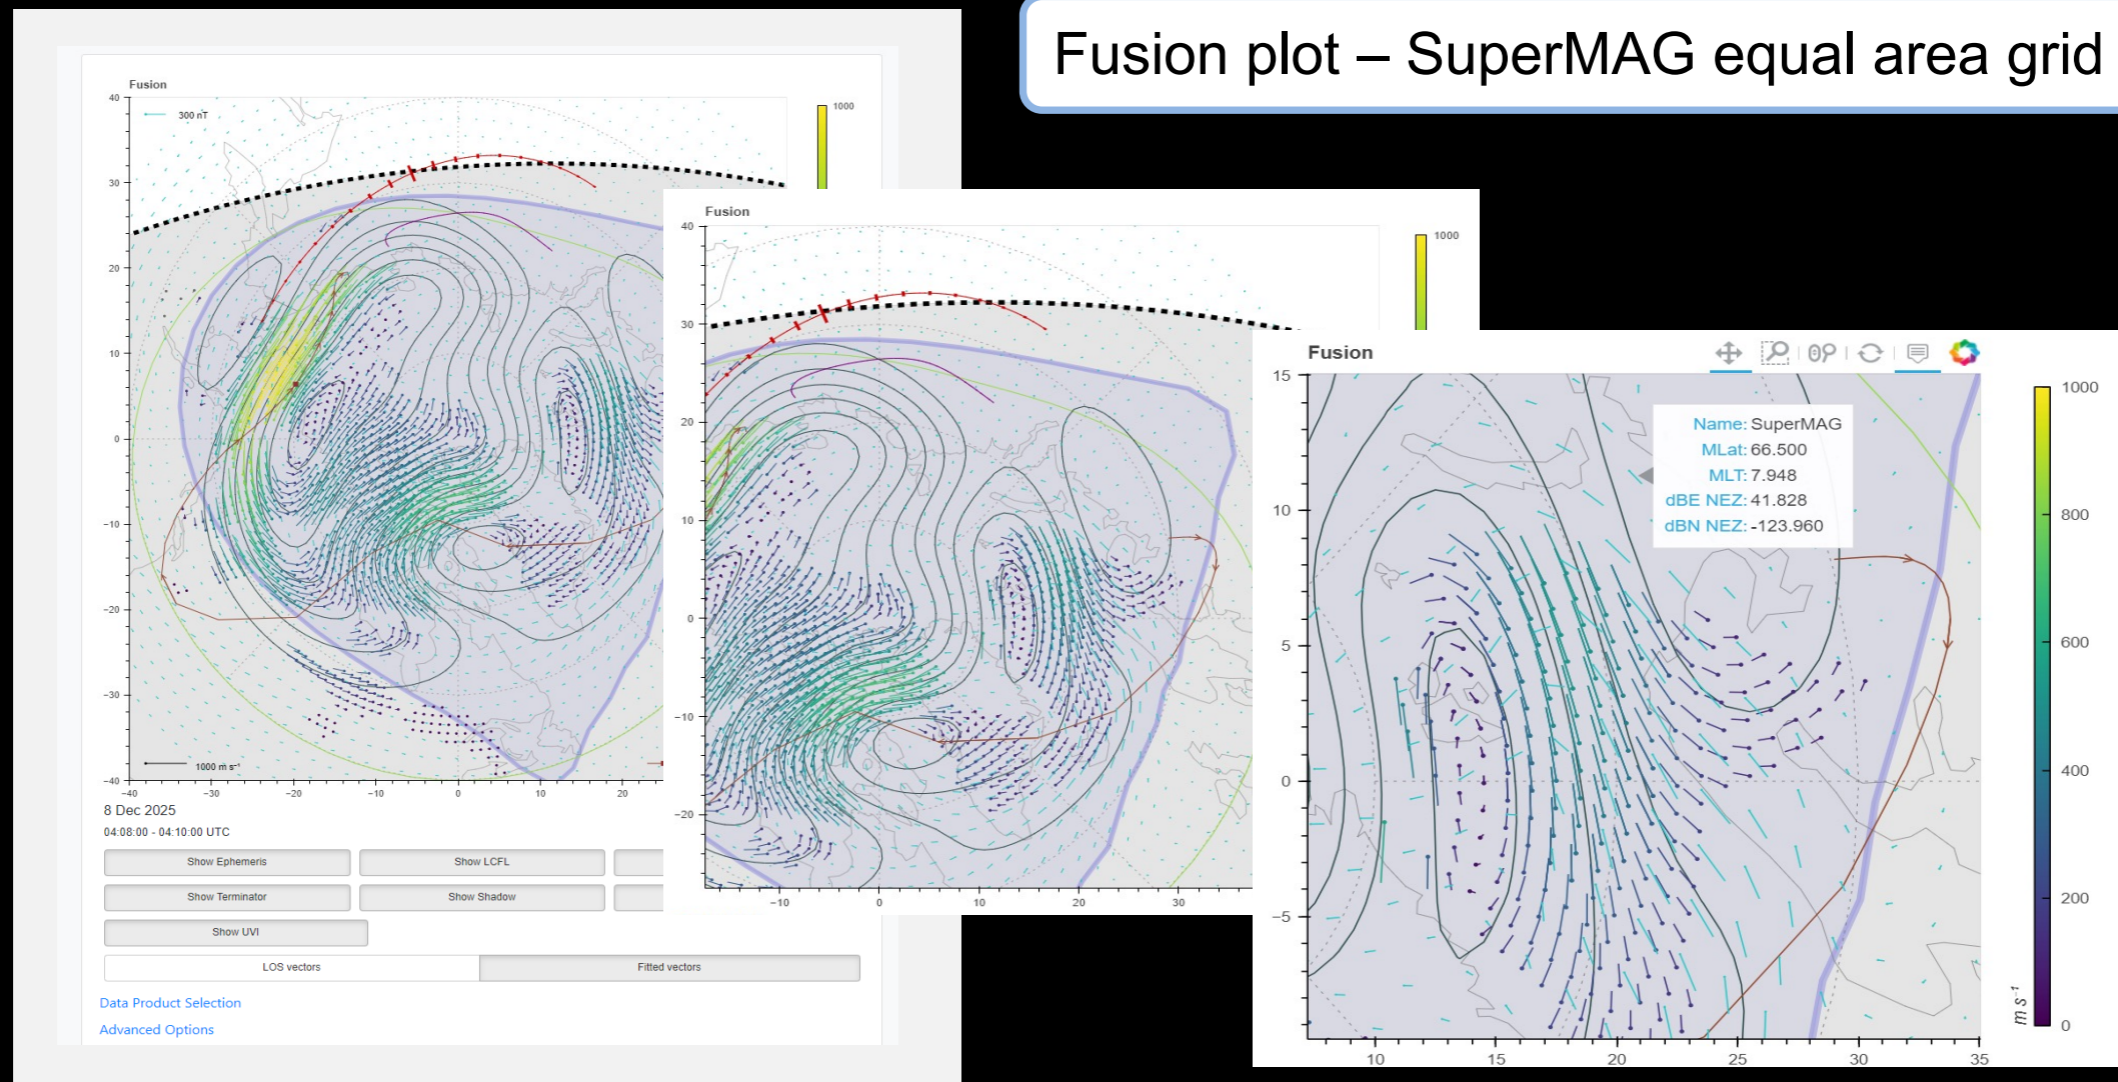 Fusion plot – SuperMAG equal area grid
Fusion
40
30
20
10
0
−10
−20
−30
−40
300 nT
1000 m s⁻¹
1000
−40
−30
−20
−10
0
10
20
8 Dec 2025
04:08:00 - 04:10:00 UTC
Show Ephemeris
Show LCFL
Show Terminator
Show Shadow
Show UVI
LOS vectors
Fitted vectors
Data Product Selection
Advanced Options
Fusion
40
30
20
10
0
−10
−20
1000
−10
0
10
20
30
Fusion
15
10
5
0
−5
Name: SuperMAG
MLat: 66.500
MLT: 7.948
dBE NEZ: 41.828
dBN NEZ: -123.960
10
15
20
25
30
35
1000
800
600
400
200
0
m s⁻¹